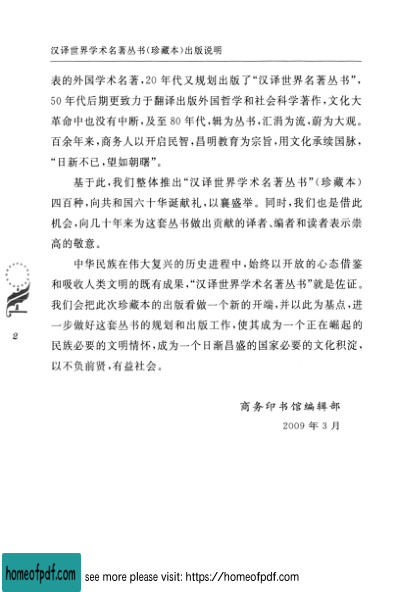 汉译世界学术名著丛书(珍藏本)出版说明
表的外国学术名著,20 年代又规划出版了“汉译世界名著丛书”,
50 年代后期更致力于翻译出版外国哲学和社会科学著作,文化大
革命中也没有中断,及至 80 年代,辑为丛书,汇涓为流,蔚为大观。
百余年来,商务人以开启民智,昌明教育为宗旨,用文化承续国脉,
“日新不已,望如朝曙”。
基于此,我们整体推出“汉译世界学术名著丛书”(珍藏本)
四百种,向共和国六十华诞献礼,以襄盛举。同时,我们也是借此
机会,向几十年来为这套丛书做出贡献的译者、编者和读者表示崇
高的敬意。
中华民族在伟大复兴的历史进程中,始终以开放的心态借鉴
和吸收人类文明的既有成果,“汉译世界学术名著丛书”就是佐证。
我们会把此次珍藏本的出版看做一个新的开端,并以此为基点,进
一步做好这套丛书的规划和出版工作,使其成为一个正在崛起的
民族必要的文明情怀,成为一个日渐昌盛的国家必要的文化积淀,
以不负前贤,有益社会。
2
商务印书馆编辑部
2009 年 3 月
homeofpdf.com see more please visit: https://homeofpdf.com